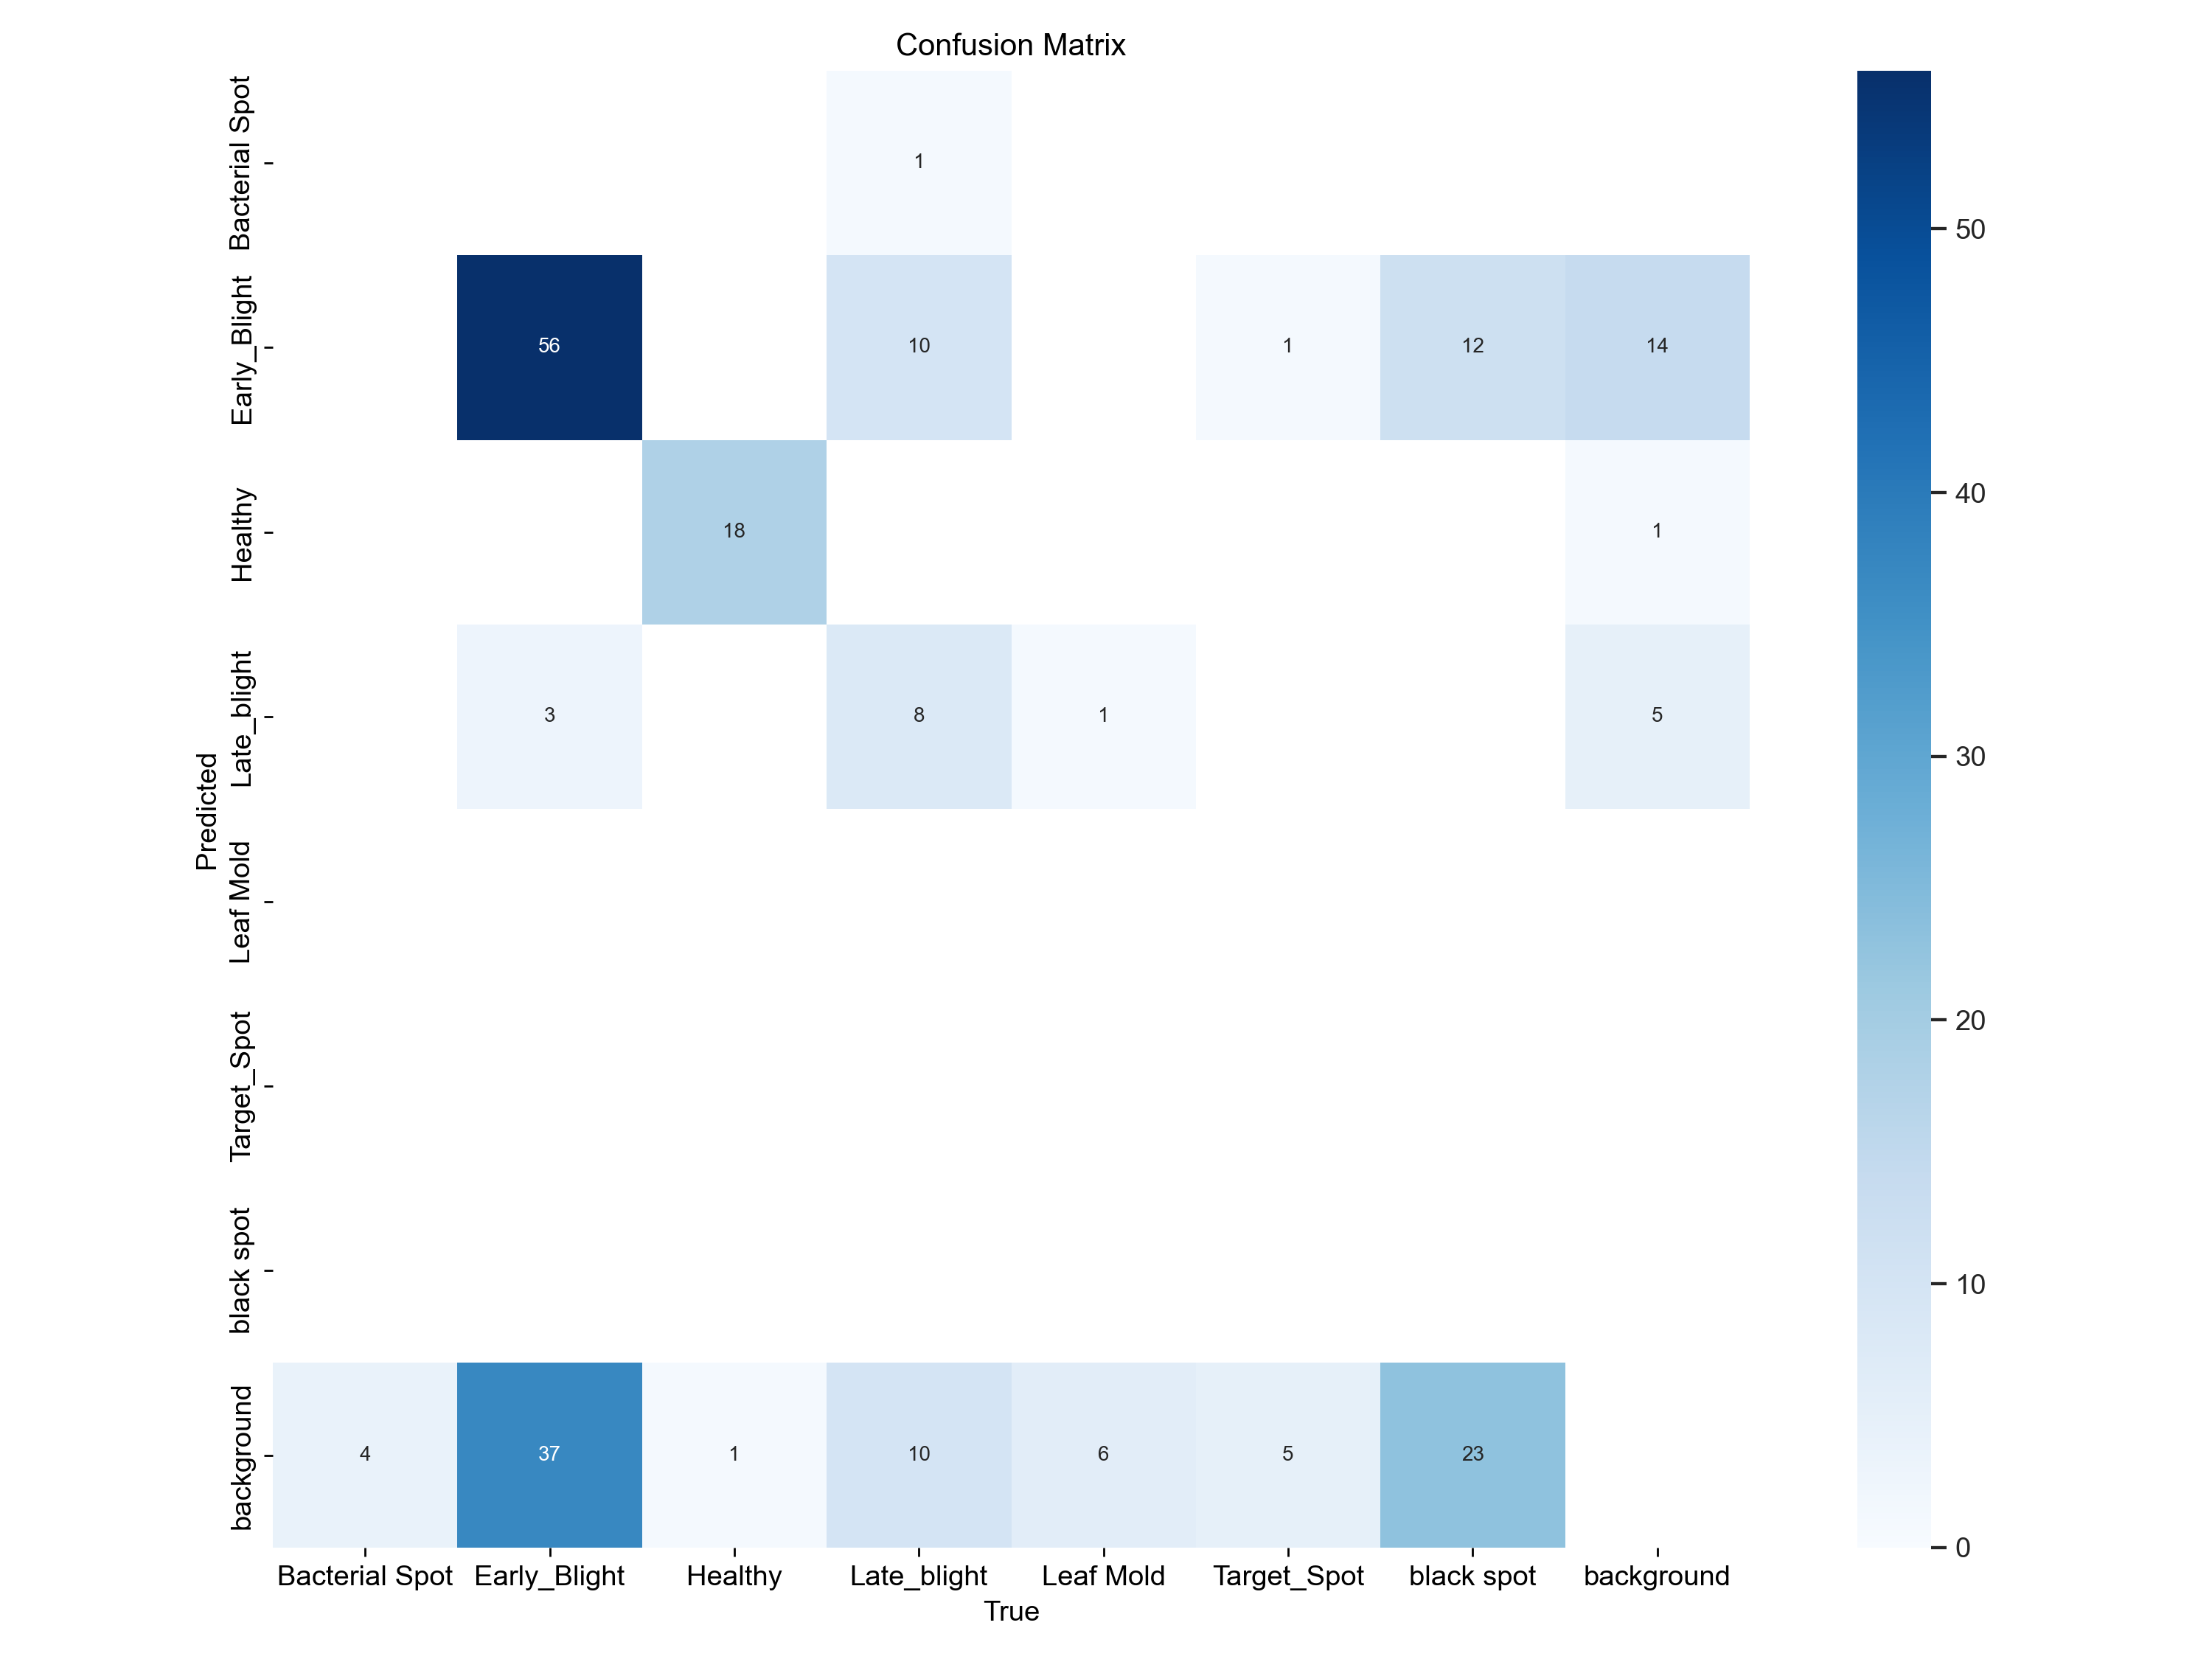 Confusion Matrix
Predicted
Bacterial Spot
1
Early_Blight
56 10 1 12 14
Healthy
18 1
Late_blight
3 8 1 5
Leaf Mold
Target_Spot
black spot
background
4 37 1 10 6 5 23
Bacterial Spot Early_Blight Healthy Late_blight Leaf Mold Target_Spot black spot background
True
50
40
30
20
10
0